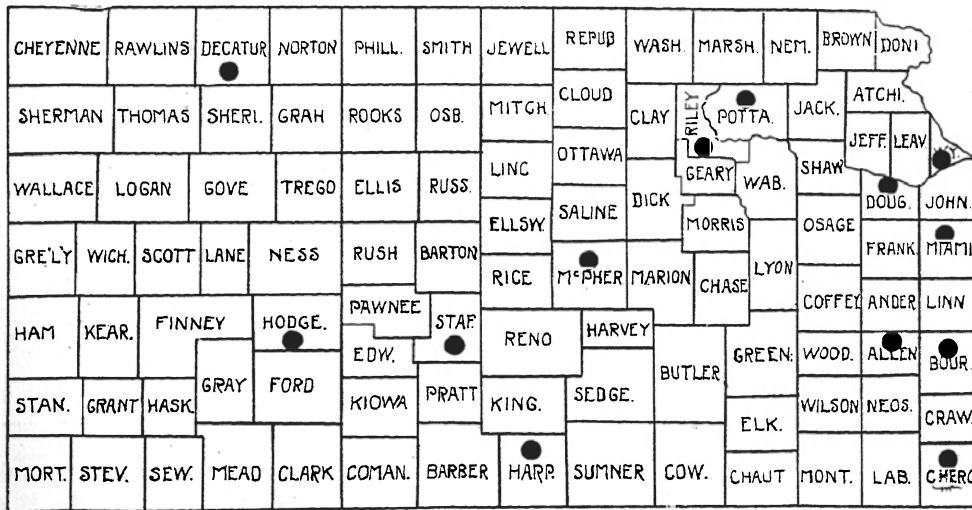 CHEYENNE RAWLINS DECATUR NORTON PHILL. SMITH JEWELL REPUB WASH. MARSH. NEM. BROWN DONI
SHERMAN THOMAS SHERI. GRAH ROOKS OSB. MITCH. CLOUD CLAY RILEY POTTA. JACK. ATCHI.
JEFF. LEAV.
WALLACE LOGAN GOVE TREGO ELLIS RUSS. LINC OTTAWA DICK GEARY WAB. SHAW DOUG. JOHN.
ELLSW. SALINE MORRIS OSAGE
GRE'LY WICH. SCOTT LANE NESS RUSH BARTON RICE McPHER MARION CHASE LYON FRANK. MIAMI
HAM KEAR. FINNEY HODGE. PAWNEE STAF. RENO HARVEY COFFEY ANDER LINN
EDW. BUTLER GREEN. WOOD. ALLEN BOUR.
STAN. GRANT HASK. GRAY FORD KIOWA PRATT KING. SEDGE. ELK. WILSON NEOS. CRAW.
MORT. STEV. SEW. MEAD CLARK COMAN. BARBER HARP. SUMNER COW. CHAUT MONT. LAB. CHERO